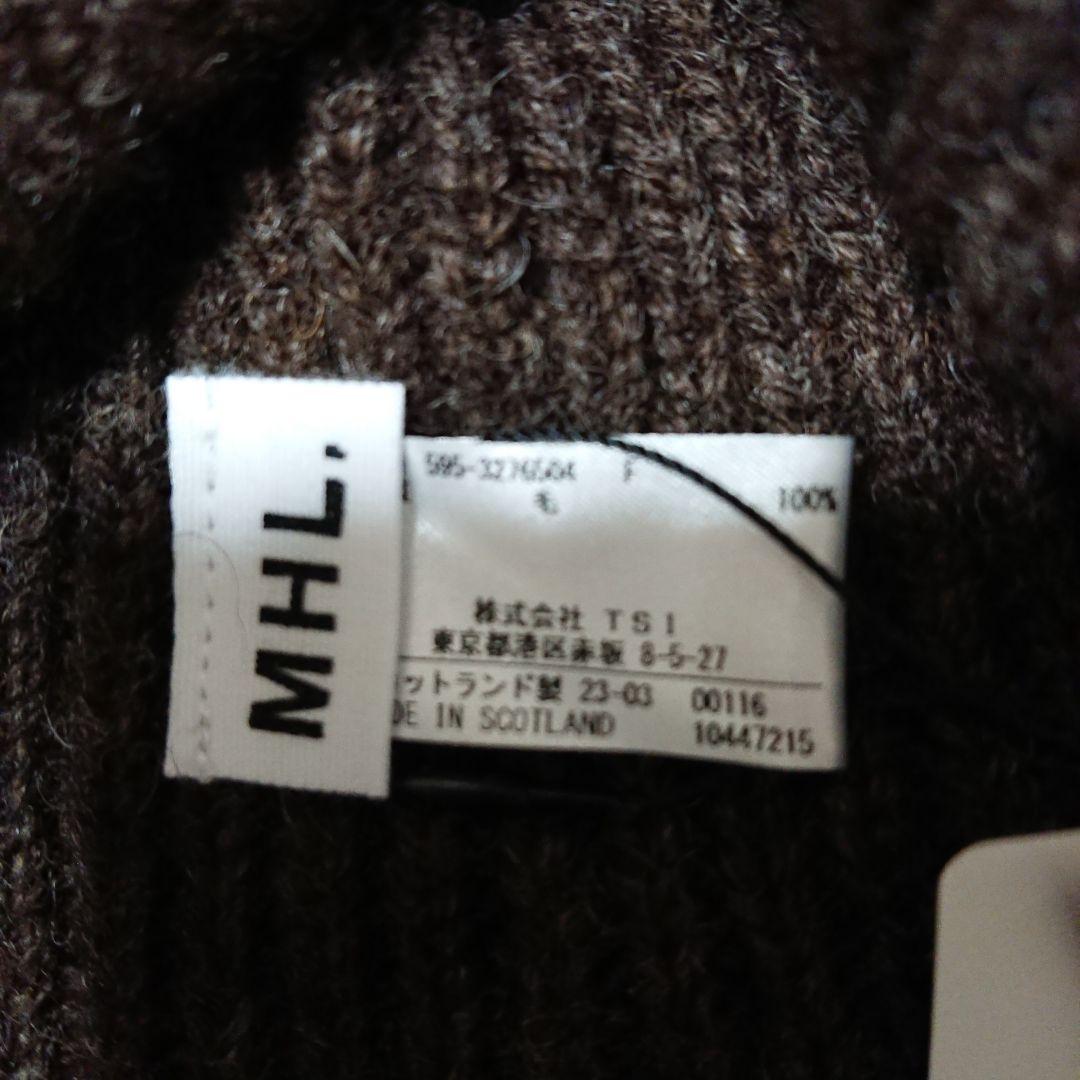 MHL.
595-3276504 F
毛 100%
株式会社 TSI
東京都港区赤坂 8-5-27
ットランド製 23-03 00116
DE IN SCOTLAND 10447215